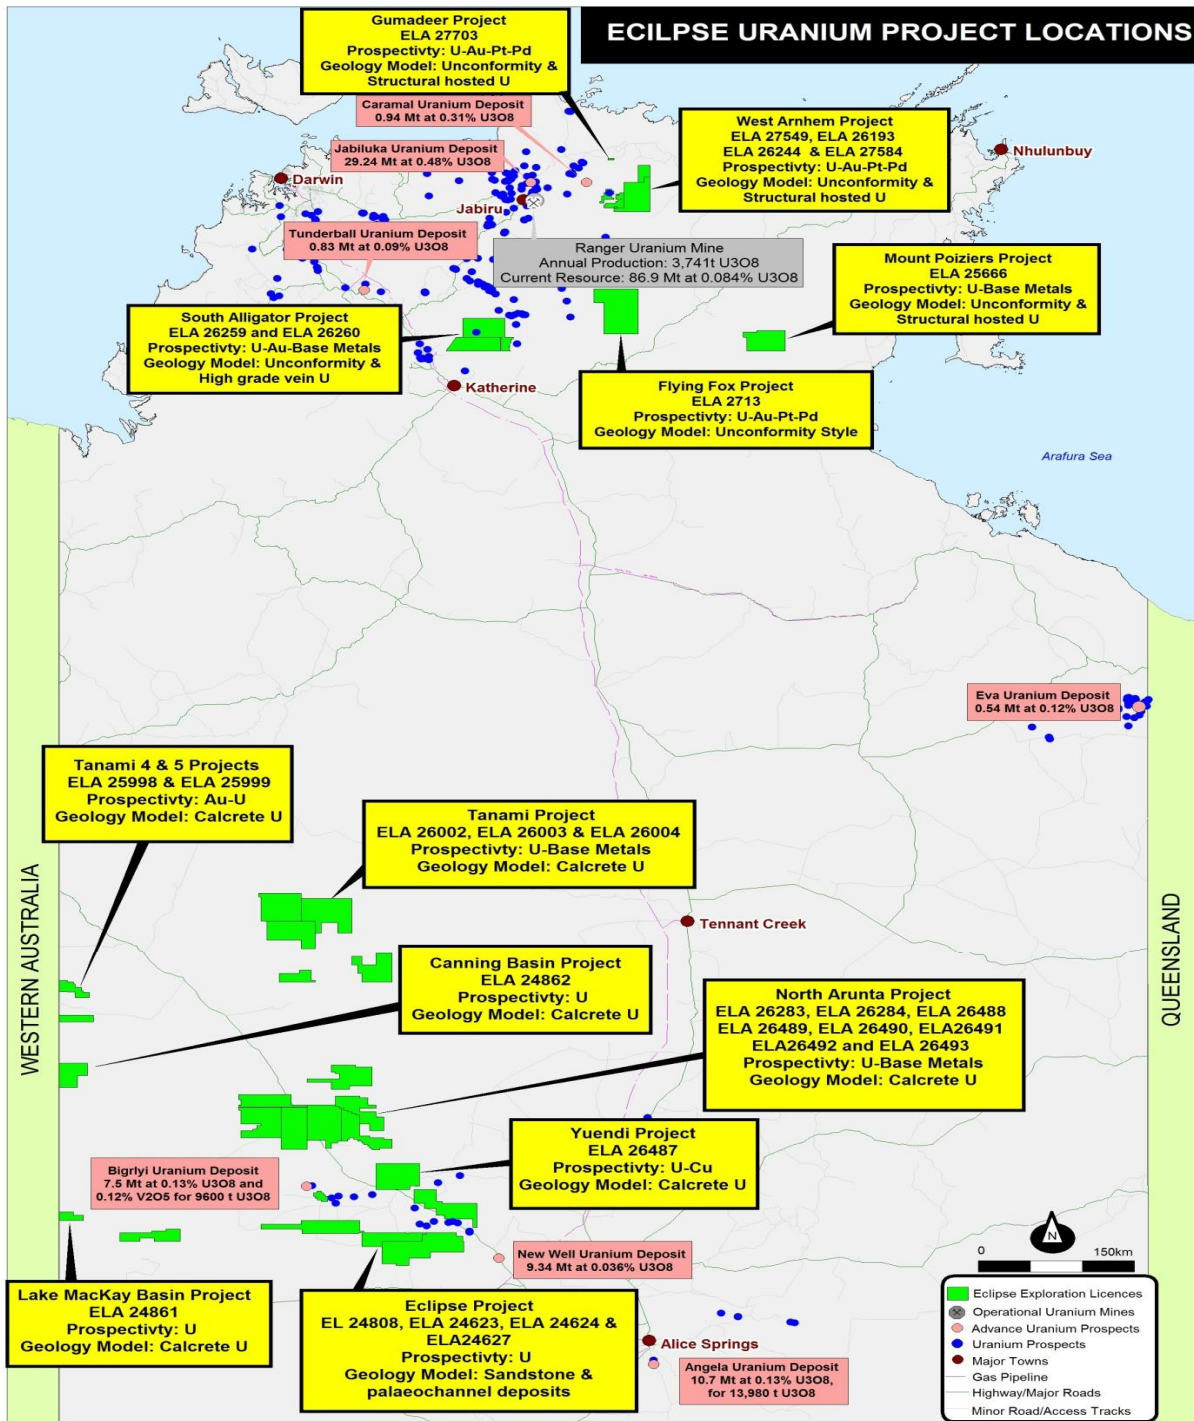 ECILPSE URANIUM PROJECT LOCATIONS
Gumadeer Project
ELA 27703
Prospectivty: U-Au-Pt-Pd
Geology Model: Unconformity &
Structural hosted U
Caramal Uranium Deposit
0.94 Mt at 0.31% U3O8
Jabiluka Uranium Deposit
29.24 Mt at 0.48% U3O8
West Arnhem Project
ELA 27549, ELA 26193
ELA 26244 & ELA 27584
Prospectivty: U-Au-Pt-Pd
Geology Model: Unconformity &
Structural hosted U
Nhulunbuy
Darwin
Jabiru
Tunderball Uranium Deposit
0.83 Mt at 0.09% U3O8
Ranger Uranium Mine
Annual Production: 3,741t U3O8
Current Resource: 86.9 Mt at 0.084% U3O8
Mount Poiziers Project
ELA 25666
Prospectivty: U-Base Metals
Geology Model: Unconformity &
Structural hosted U
South Alligator Project
ELA 26259 and ELA 26260
Prospectivty: U-Au-Base Metals
Geology Model: Unconformity &
High grade vein U
Katherine
Flying Fox Project
ELA 2713
Prospectivty: U-Au-Pt-Pd
Geology Model: Unconformity Style
Arafura Sea
Eva Uranium Deposit
0.54 Mt at 0.12% U3O8
Tanami 4 & 5 Projects
ELA 25998 & ELA 25999
Prospectivty: Au-U
Geology Model: Calcrete U
Tanami Project
ELA 26002, ELA 26003 & ELA 26004
Prospectivty: U-Base Metals
Geology Model: Calcrete U
Tennant Creek
WESTERN AUSTRALIA
QUEENSLAND
Canning Basin Project
ELA 24862
Prospectivty: U
Geology Model: Calcrete U
North Arunta Project
ELA 26283, ELA 26284, ELA 26488
ELA 26489, ELA 26490, ELA26491
ELA26492 and ELA 26493
Prospectivty: U-Base Metals
Geology Model: Calcrete U
Yuendi Project
ELA 26487
Prospectivty: U-Cu
Geology Model: Calcrete U
Bigrlyi Uranium Deposit
7.5 Mt at 0.13% U3O8 and
0.12% V2O5 for 9600 t U3O8
New Well Uranium Deposit
9.34 Mt at 0.036% U3O8
Lake MacKay Basin Project
ELA 24861
Prospectivty: U
Geology Model: Calcrete U
Eclipse Project
EL 24808, ELA 24623, ELA 24624 &
ELA24627
Prospectivty: U
Geology Model: Sandstone &
palaeochannel deposits
Alice Springs
Angela Uranium Deposit
10.7 Mt at 0.13% U3O8,
for 13,980 t U3O8
N
0 150km
Eclipse Exploration Licences
Operational Uranium Mines
Advance Uranium Prospects
Uranium Prospects
Major Towns
Gas Pipeline
Highway/Major Roads
Minor Road/Access Tracks